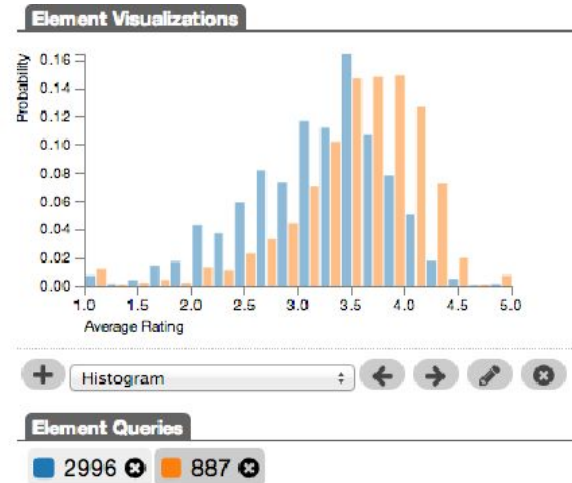 Element Visualizations
Probability
0.16
0.14
0.12
0.10
0.08
0.06
0.04
0.02
0.00
1.0 1.5 2.0 2.5 3.0 3.5 4.0 4.5 5.0
Average Rating
Histogram
Element Queries
2996 887